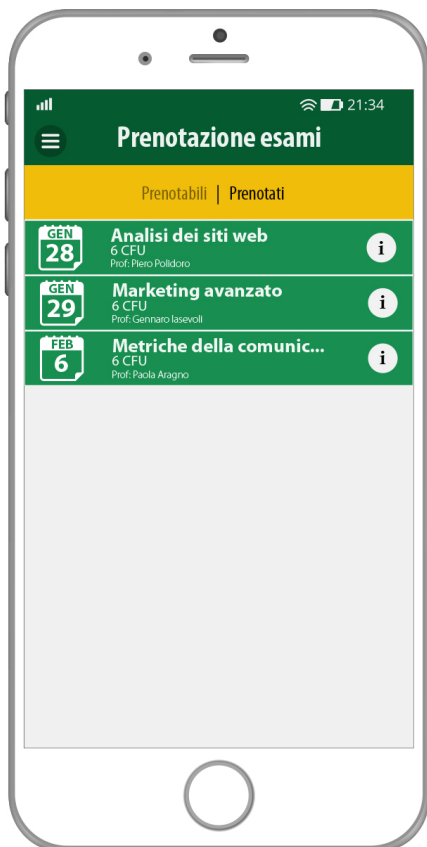 21:34
Prenotazione esami
Prenotabili | Prenotati
GEN
28
Analisi dei siti web
6 CFU
Prof: Piero Polidoro
i
GEN
29
Marketing avanzato
6 CFU
Prof: Gennaro Iasevoli
i
FEB
6
Metriche della comunic...
6 CFU
Prof: Paola Aragno
i